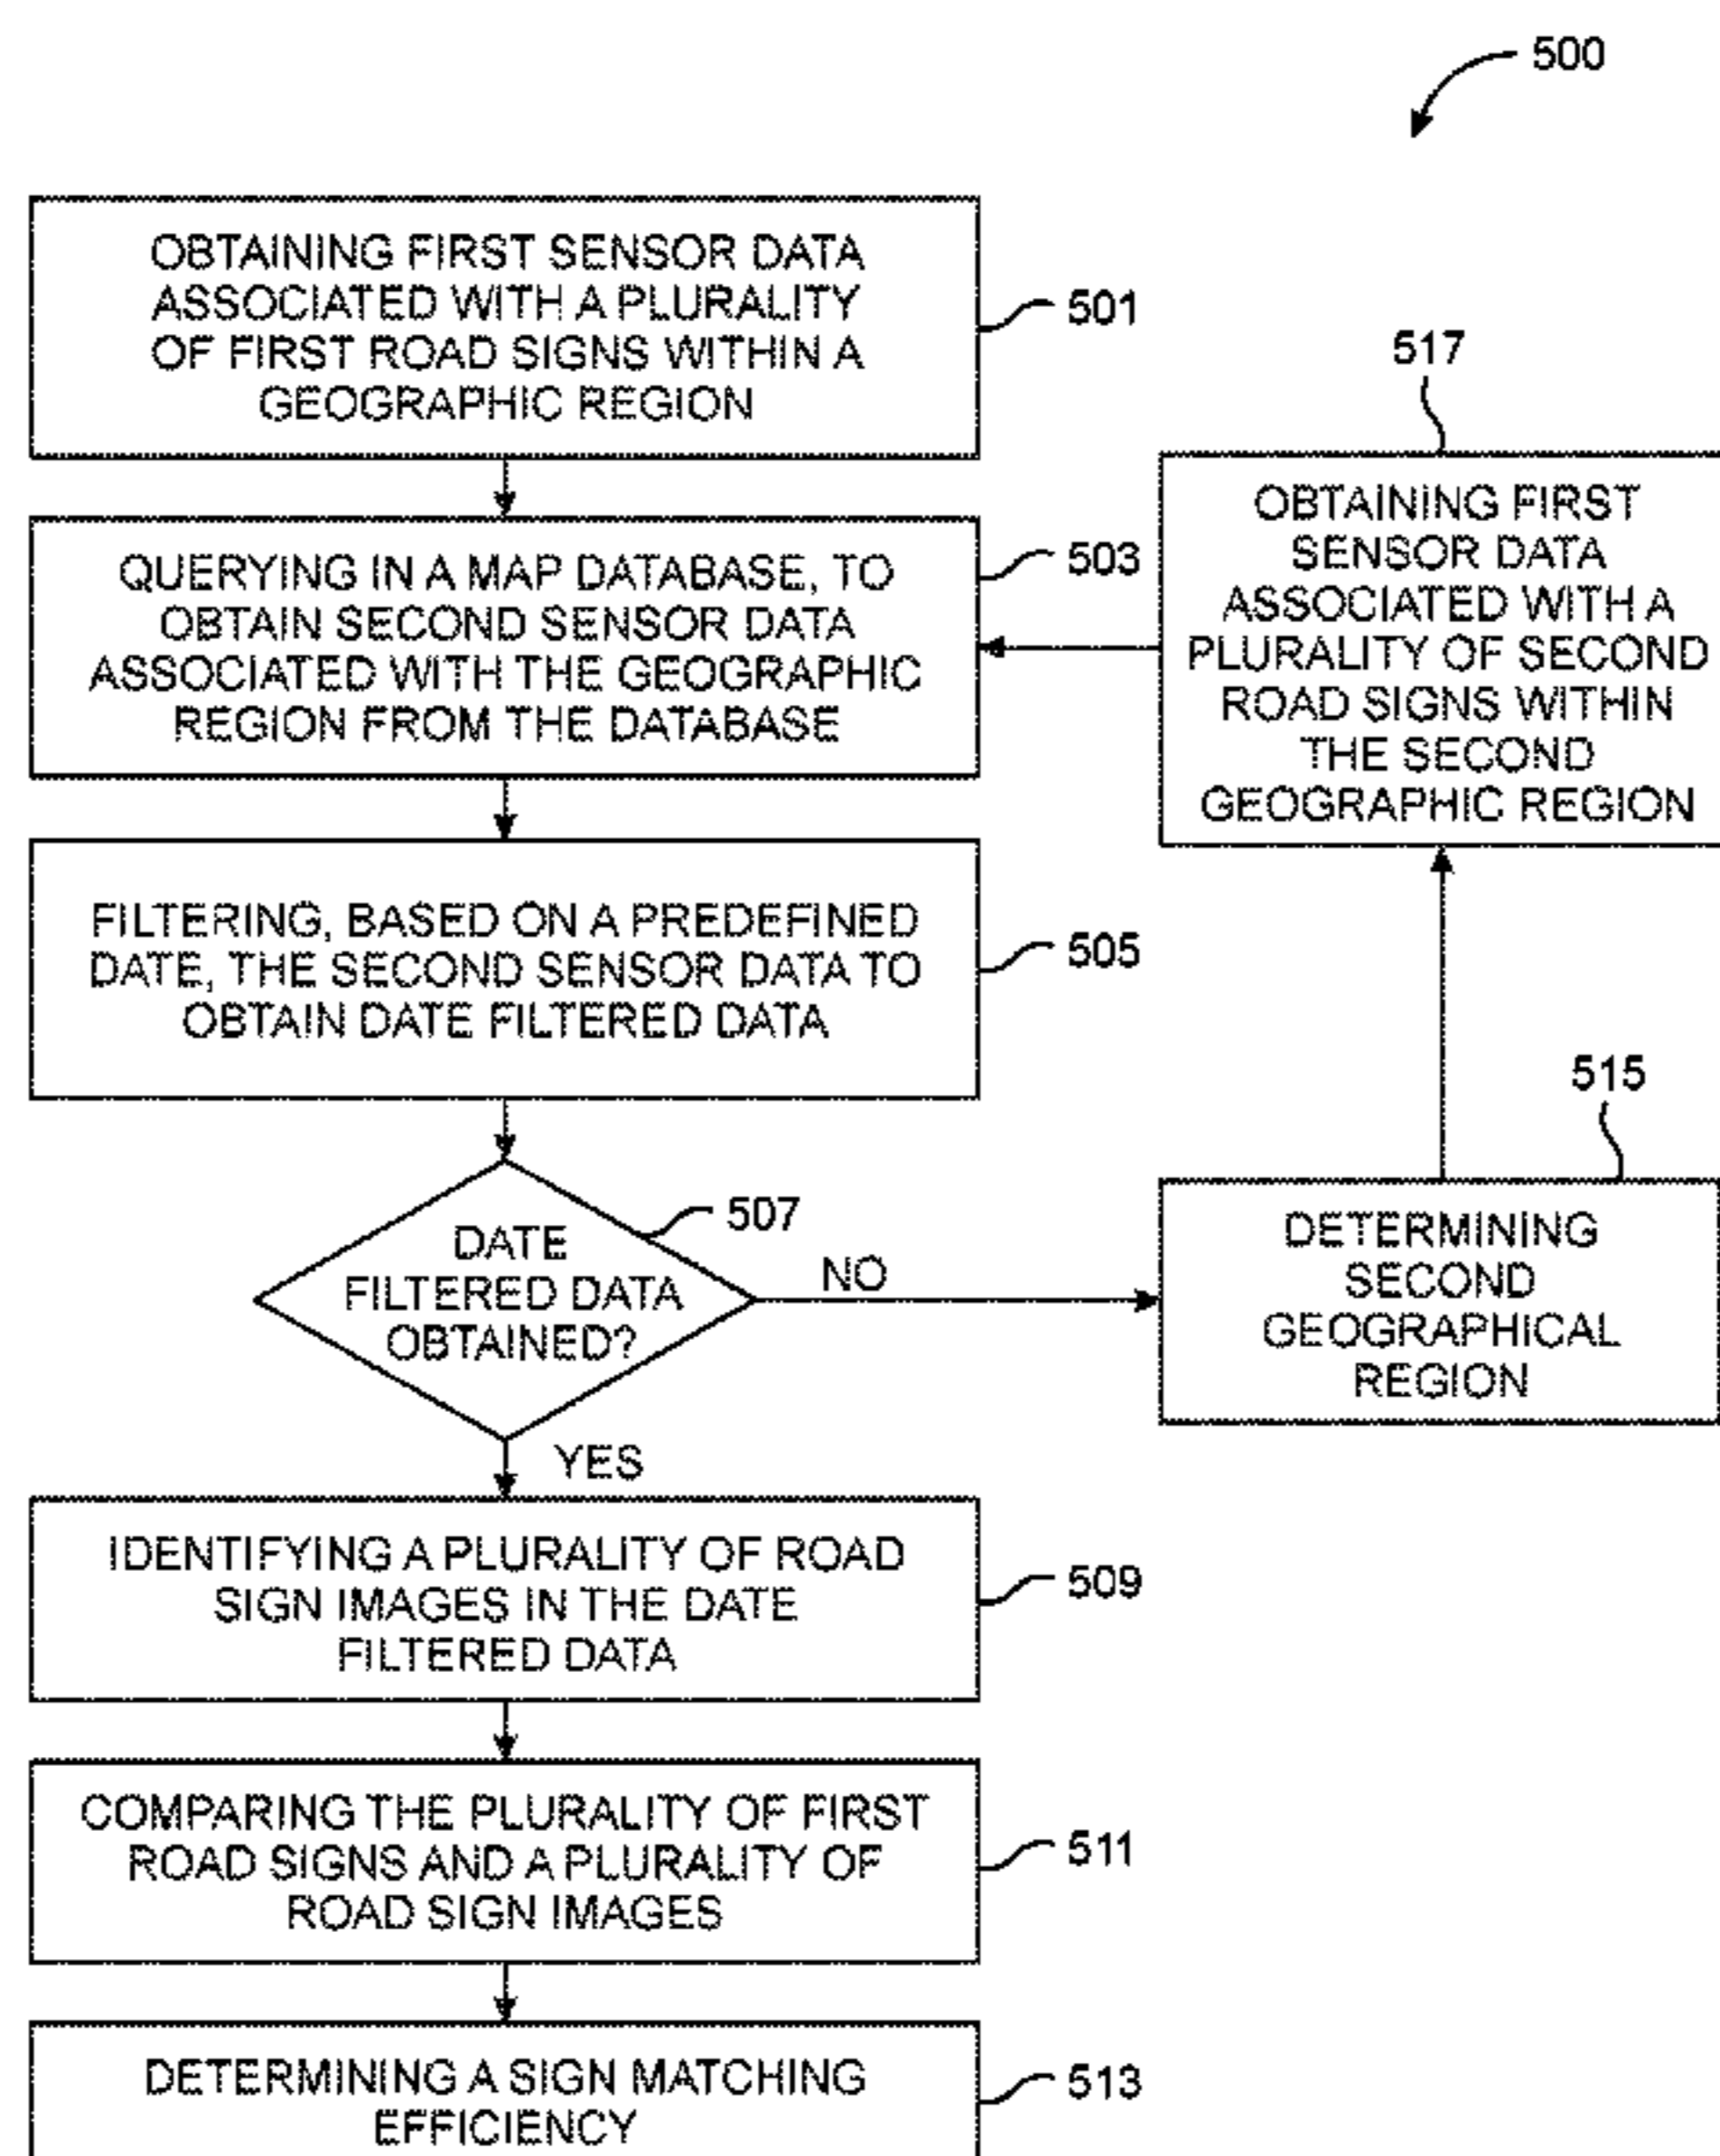 500
OBTAINING FIRST SENSOR DATA
ASSOCIATED WITH A PLURALITY
OF FIRST ROAD SIGNS WITHIN A
GEOGRAPHIC REGION
501
QUERYING IN A MAP DATABASE, TO
OBTAIN SECOND SENSOR DATA
ASSOCIATED WITH THE GEOGRAPHIC
REGION FROM THE DATABASE
503
517
OBTAINING FIRST
SENSOR DATA
ASSOCIATED WITH A
PLURALITY OF SECOND
ROAD SIGNS WITHIN
THE SECOND
GEOGRAPHIC REGION
FILTERING, BASED ON A PREDEFINED
DATE, THE SECOND SENSOR DATA TO
OBTAIN DATE FILTERED DATA
505
DATE
FILTERED DATA
OBTAINED?
507
NO
515
DETERMINING
SECOND
GEOGRAPHICAL
REGION
YES
IDENTIFYING A PLURALITY OF ROAD
SIGN IMAGES IN THE DATE
FILTERED DATA
509
COMPARING THE PLURALITY OF FIRST
ROAD SIGNS AND A PLURALITY OF
ROAD SIGN IMAGES
511
DETERMINING A SIGN MATCHING
EFFICIENCY
513